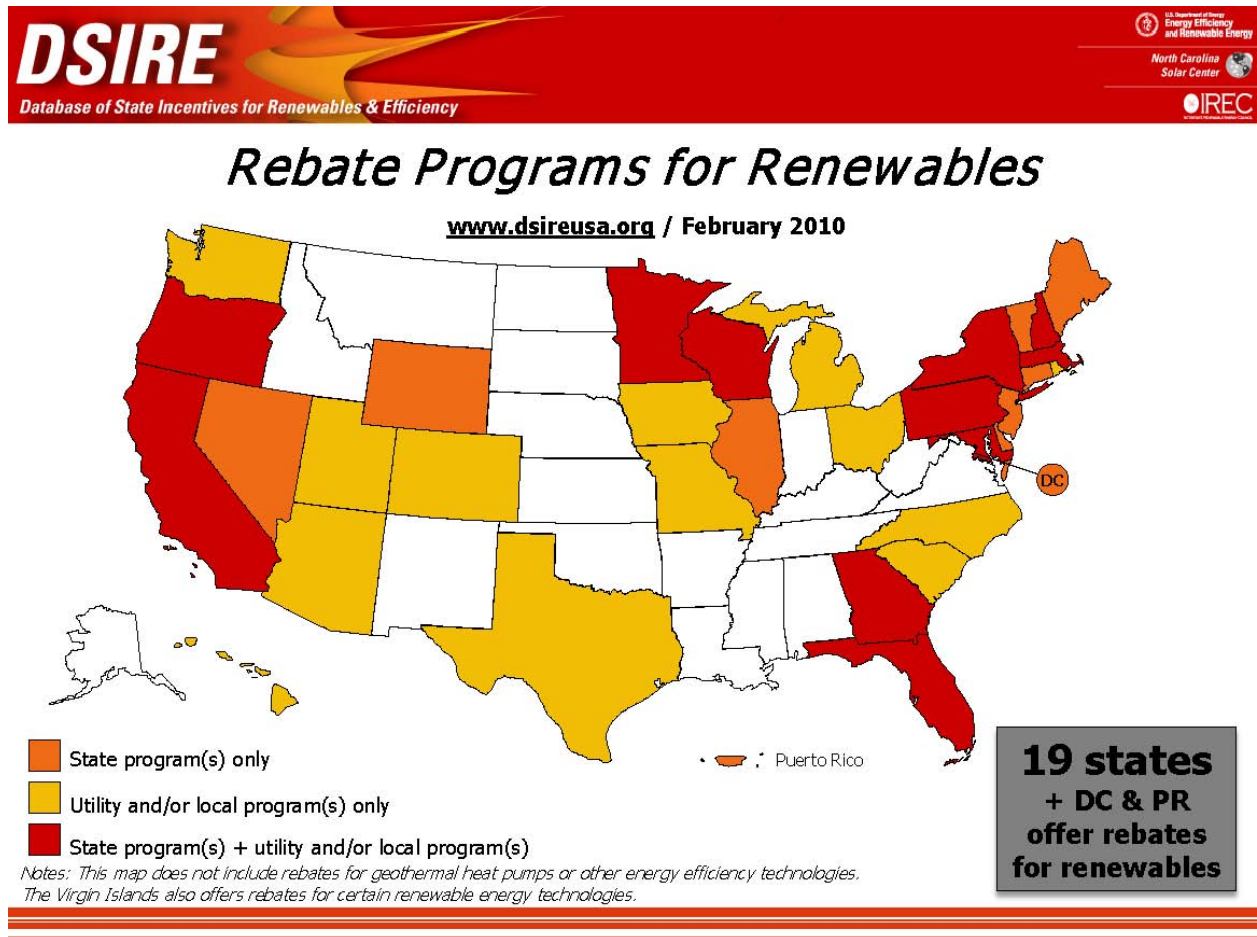 DSIRE
Database of State Incentives for Renewables & Efficiency
U.S. Department of Energy
Energy Efficiency
and Renewable Energy
North Carolina
Solar Center
IREC
Rebate Programs for Renewables
www.dsireusa.org / February 2010
DC
State program(s) only
Utility and/or local program(s) only
State program(s) + utility and/or local program(s)
Puerto Rico
19 states
+ DC & PR
offer rebates
for renewables
Notes: This map does not include rebates for geothermal heat pumps or other energy efficiency technologies.
The Virgin Islands also offers rebates for certain renewable energy technologies.